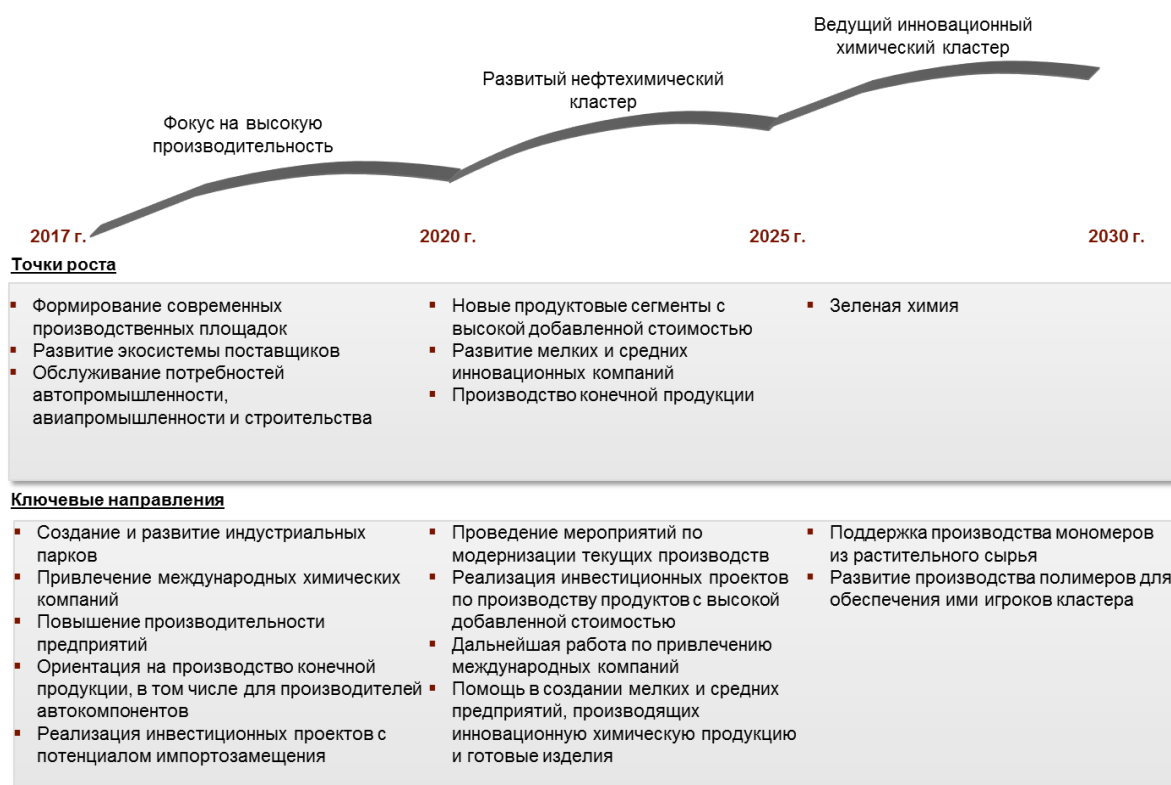 Ведущий инновационный
химический кластер
Развитый нефтехимический
кластер
Фокус на высокую
производительность
2017 г.
2020 г.
2025 г.
2030 г.
Точки роста
Формирование современных
производственных площадок
Развитие экосистемы поставщиков
Обслуживание потребностей
автопромышленности,
авиапромышленности и строительства
Новые продуктовые сегменты с
высокой добавленной стоимостью
Развитие мелких и средних
инновационных компаний
Производство конечной продукции
Зеленая химия
Ключевые направления
Создание и развитие индустриальных
парков
Привлечение международных химических
компаний
Повышение производительности
предприятий
Ориентация на производство конечной
продукции, в том числе для производителей
автокомпонентов
Реализация инвестиционных проектов с
потенциалом импортозамещения
Проведение мероприятий по
модернизации текущих производств
Реализация инвестиционных проектов
по производству продуктов с высокой
добавленной стоимостью
Дальнейшая работа по привлечению
международных компаний
Помощь в создании мелких и средних
предприятий, производящих
инновационную химическую продукцию
и готовые изделия
Поддержка производства мономеров
из растительного сырья
Развитие производства полимеров для
обеспечения ими игроков кластера